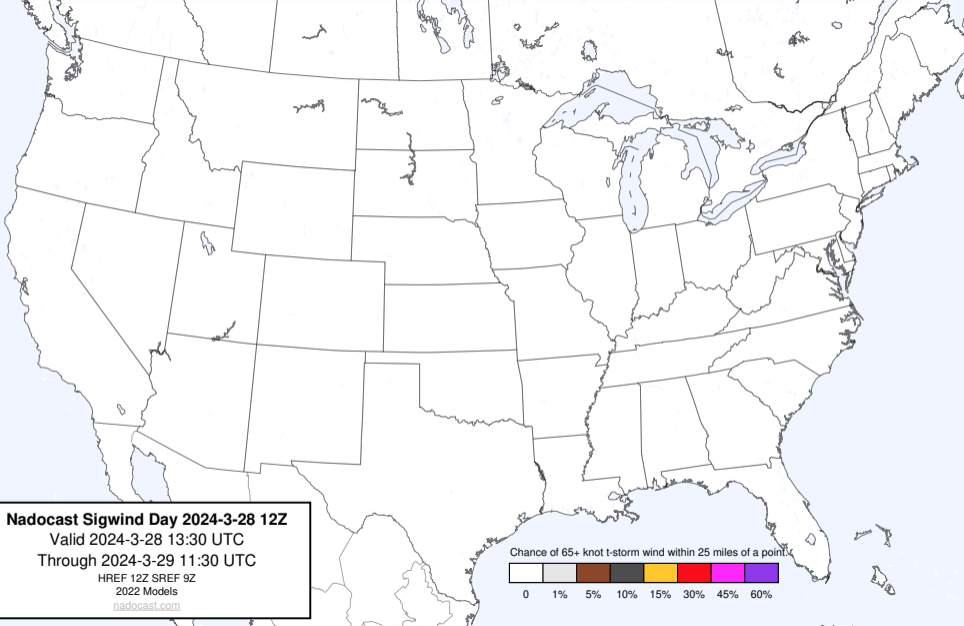 Nadocast Sigwind Day 2024-3-28 12Z
Valid 2024-3-28 13:30 UTC
Through 2024-3-29 11:30 UTC
HREF 12Z SREF 9Z
2022 Models
nadocast.com
Chance of 65+ knot t-storm wind within 25 miles of a point.
0 1% 5% 10% 15% 30% 45% 60%